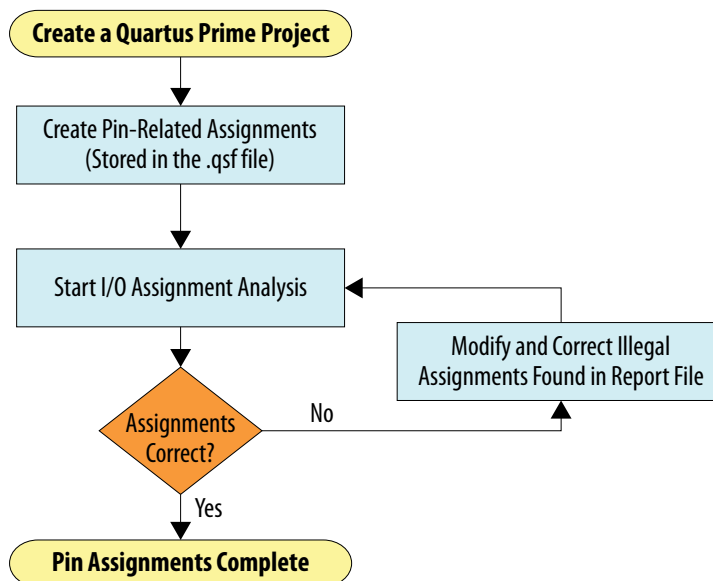 Create a Quartus Prime Project
Create Pin-Related Assignments
(Stored in the .qsf file)
Start I/O Assignment Analysis
Modify and Correct Illegal
Assignments Found in Report File
Assignments
Correct?
No
Yes
Pin Assignments Complete